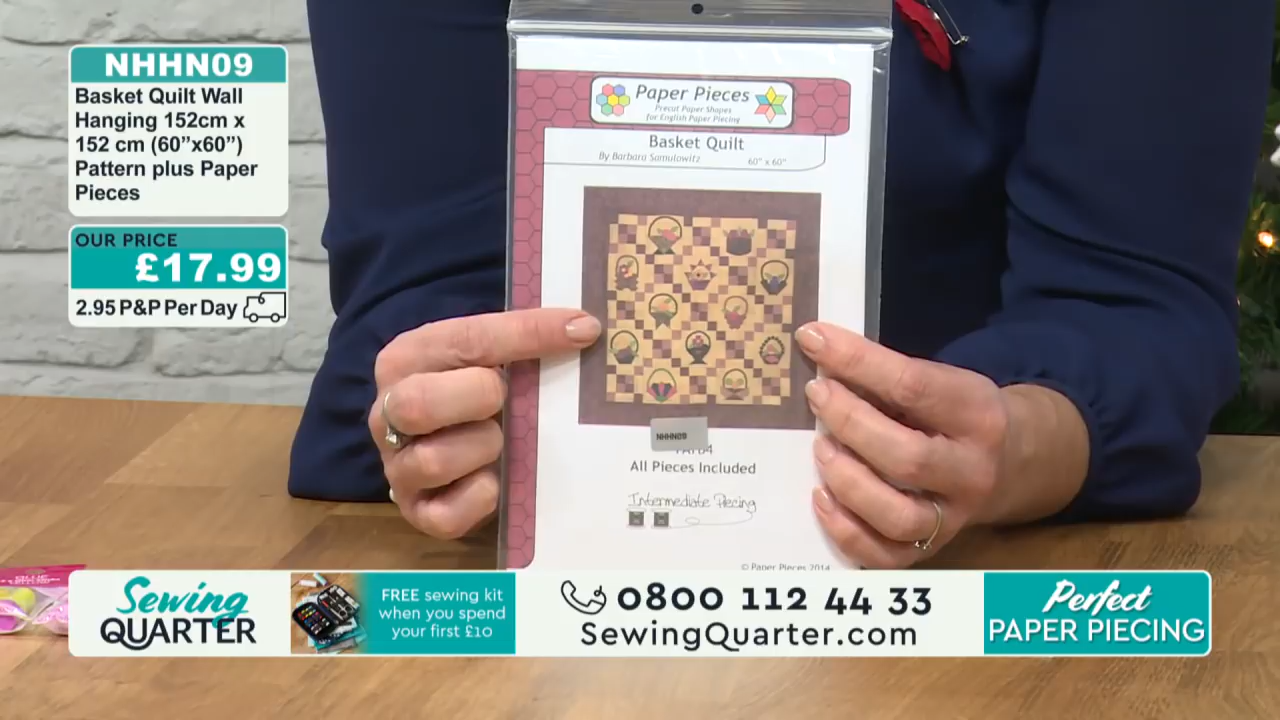 NHHN09
Basket Quilt Wall
Hanging 152cm x
152 cm (60”x60”)
Pattern plus Paper
Pieces
OUR PRICE
£17.99
2.95 P&P Per Day
Paper Pieces
Precut Paper Shapes
for English Paper Piecing
Basket Quilt
By Barbara Samulowitz 60" x 60"
NHHN09
All Pieces Included
Intermediate Piecing
© Paper Pieces 2014
Sewing
QUARTER
FREE sewing kit
when you spend
your first £10
0800 112 44 33
SewingQuarter.com
Perfect
PAPER PIECING